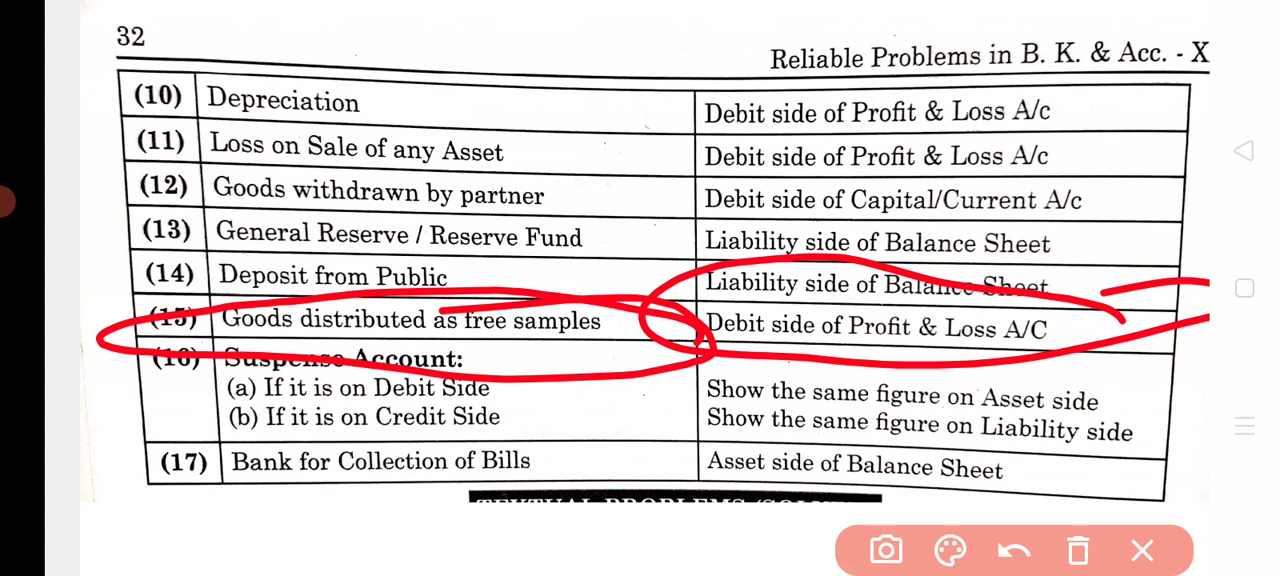 32
Reliable Problems in B. K. & Acc. - X
(10) Depreciation Debit side of Profit & Loss A/c
(11) Loss on Sale of any Asset Debit side of Profit & Loss A/c
(12) Goods withdrawn by partner Debit side of Capital/Current A/c
(13) General Reserve / Reserve Fund Liability side of Balance Sheet
(14) Deposit from Public Liability side of Balance Sheet
(15) Goods distributed as free samples Debit side of Profit & Loss A/C
(16) Suspense Account:
(a) If it is on Debit Side Show the same figure on Asset side
(b) If it is on Credit Side Show the same figure on Liability side
(17) Bank for Collection of Bills Asset side of Balance Sheet